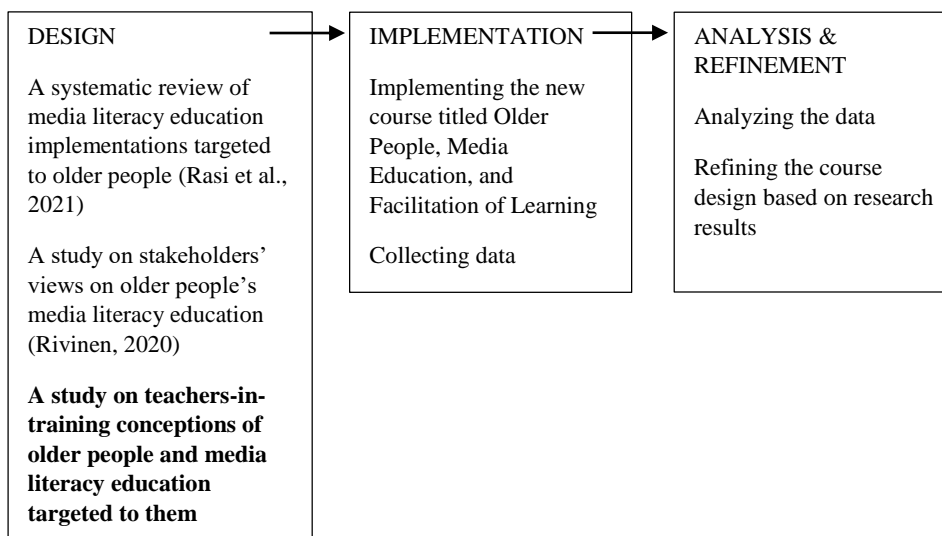 DESIGN
A systematic review of
media literacy education
implementations targeted
to older people (Rasi et al.,
2021)
A study on stakeholders’
views on older people’s
media literacy education
(Rivinen, 2020)
A study on teachers-in-
training conceptions of
older people and media
literacy education
targeted to them
IMPLEMENTATION
Implementing the new
course titled Older
People, Media
Education, and
Facilitation of Learning
Collecting data
ANALYSIS &
REFINEMENT
Analyzing the data
Refining the course
design based on research
results